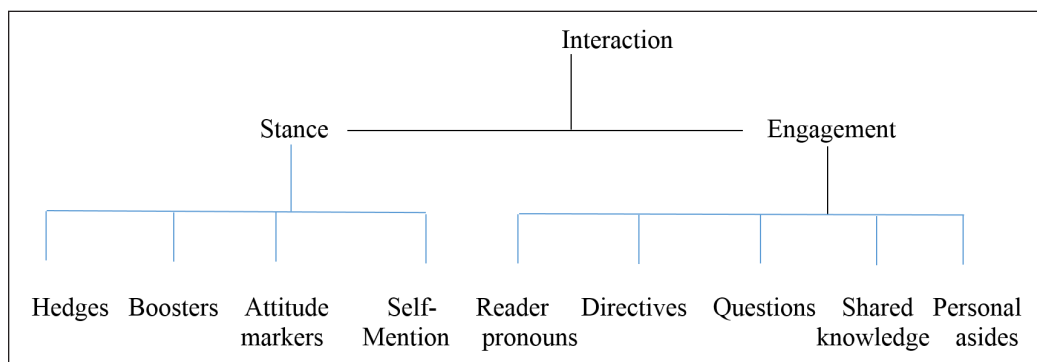 Interaction
Stance Engagement
Hedges Boosters Attitude markers Self-Mention Reader pronouns Directives Questions Shared knowledge Personal asides